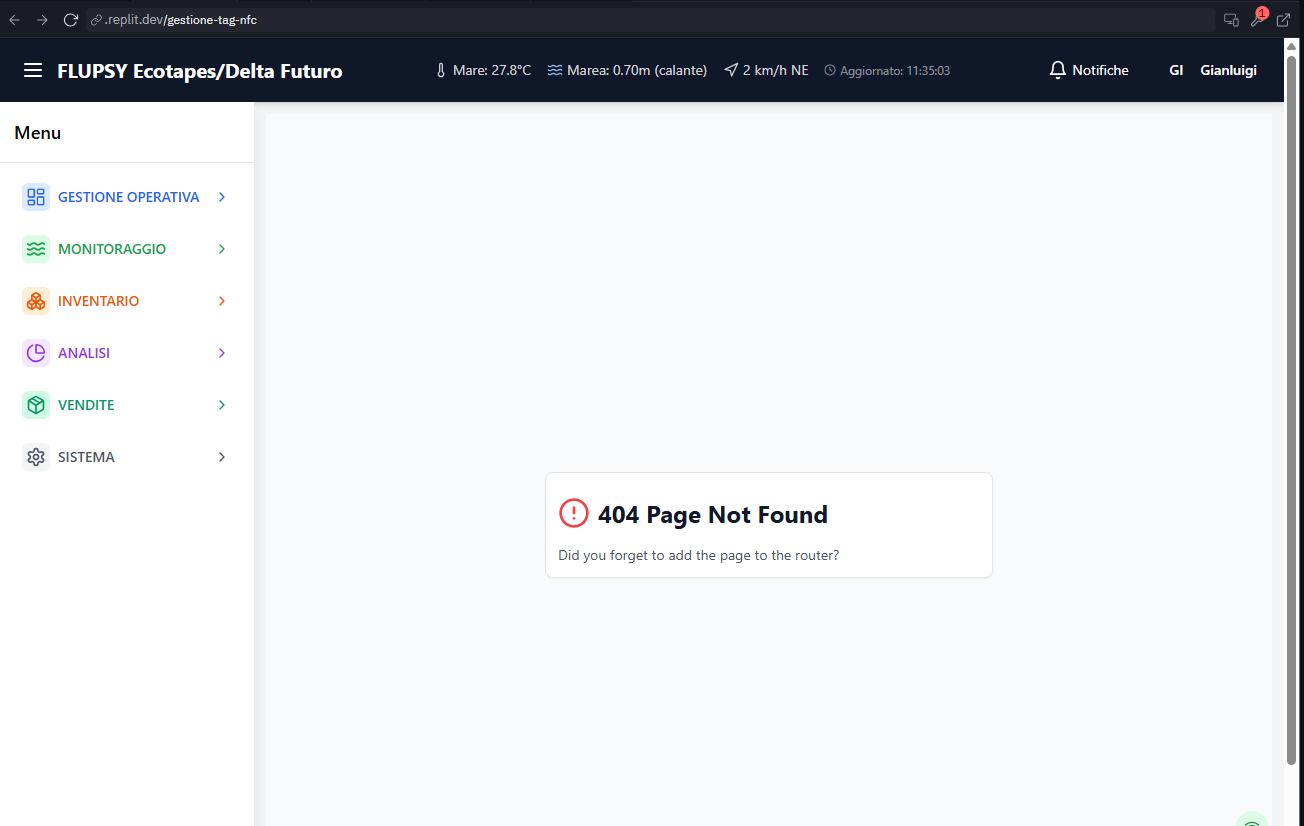 .replit.dev/gestione-tag-nfc
1
FLUPSY Ecotapes/Delta Futuro
Mare: 27.8°C
Marea: 0.70m (calante)
2 km/h NE
Aggiornato: 11:35:03
Notifiche
GI
Gianluigi
Menu
GESTIONE OPERATIVA
MONITORAGGIO
INVENTARIO
ANALISI
VENDITE
SISTEMA
404 Page Not Found
Did you forget to add the page to the router?